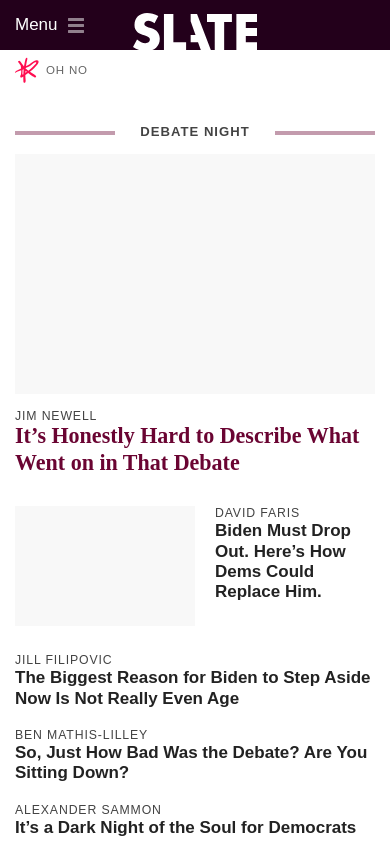 Menu
SLATE
OH NO
DEBATE NIGHT
JIM NEWELL
It’s Honestly Hard to Describe What
Went on in That Debate
DAVID FARIS
Biden Must Drop
Out. Here’s How
Dems Could
Replace Him.
JILL FILIPOVIC
The Biggest Reason for Biden to Step Aside
Now Is Not Really Even Age
BEN MATHIS-LILLEY
So, Just How Bad Was the Debate? Are You
Sitting Down?
ALEXANDER SAMMON
It’s a Dark Night of the Soul for Democrats